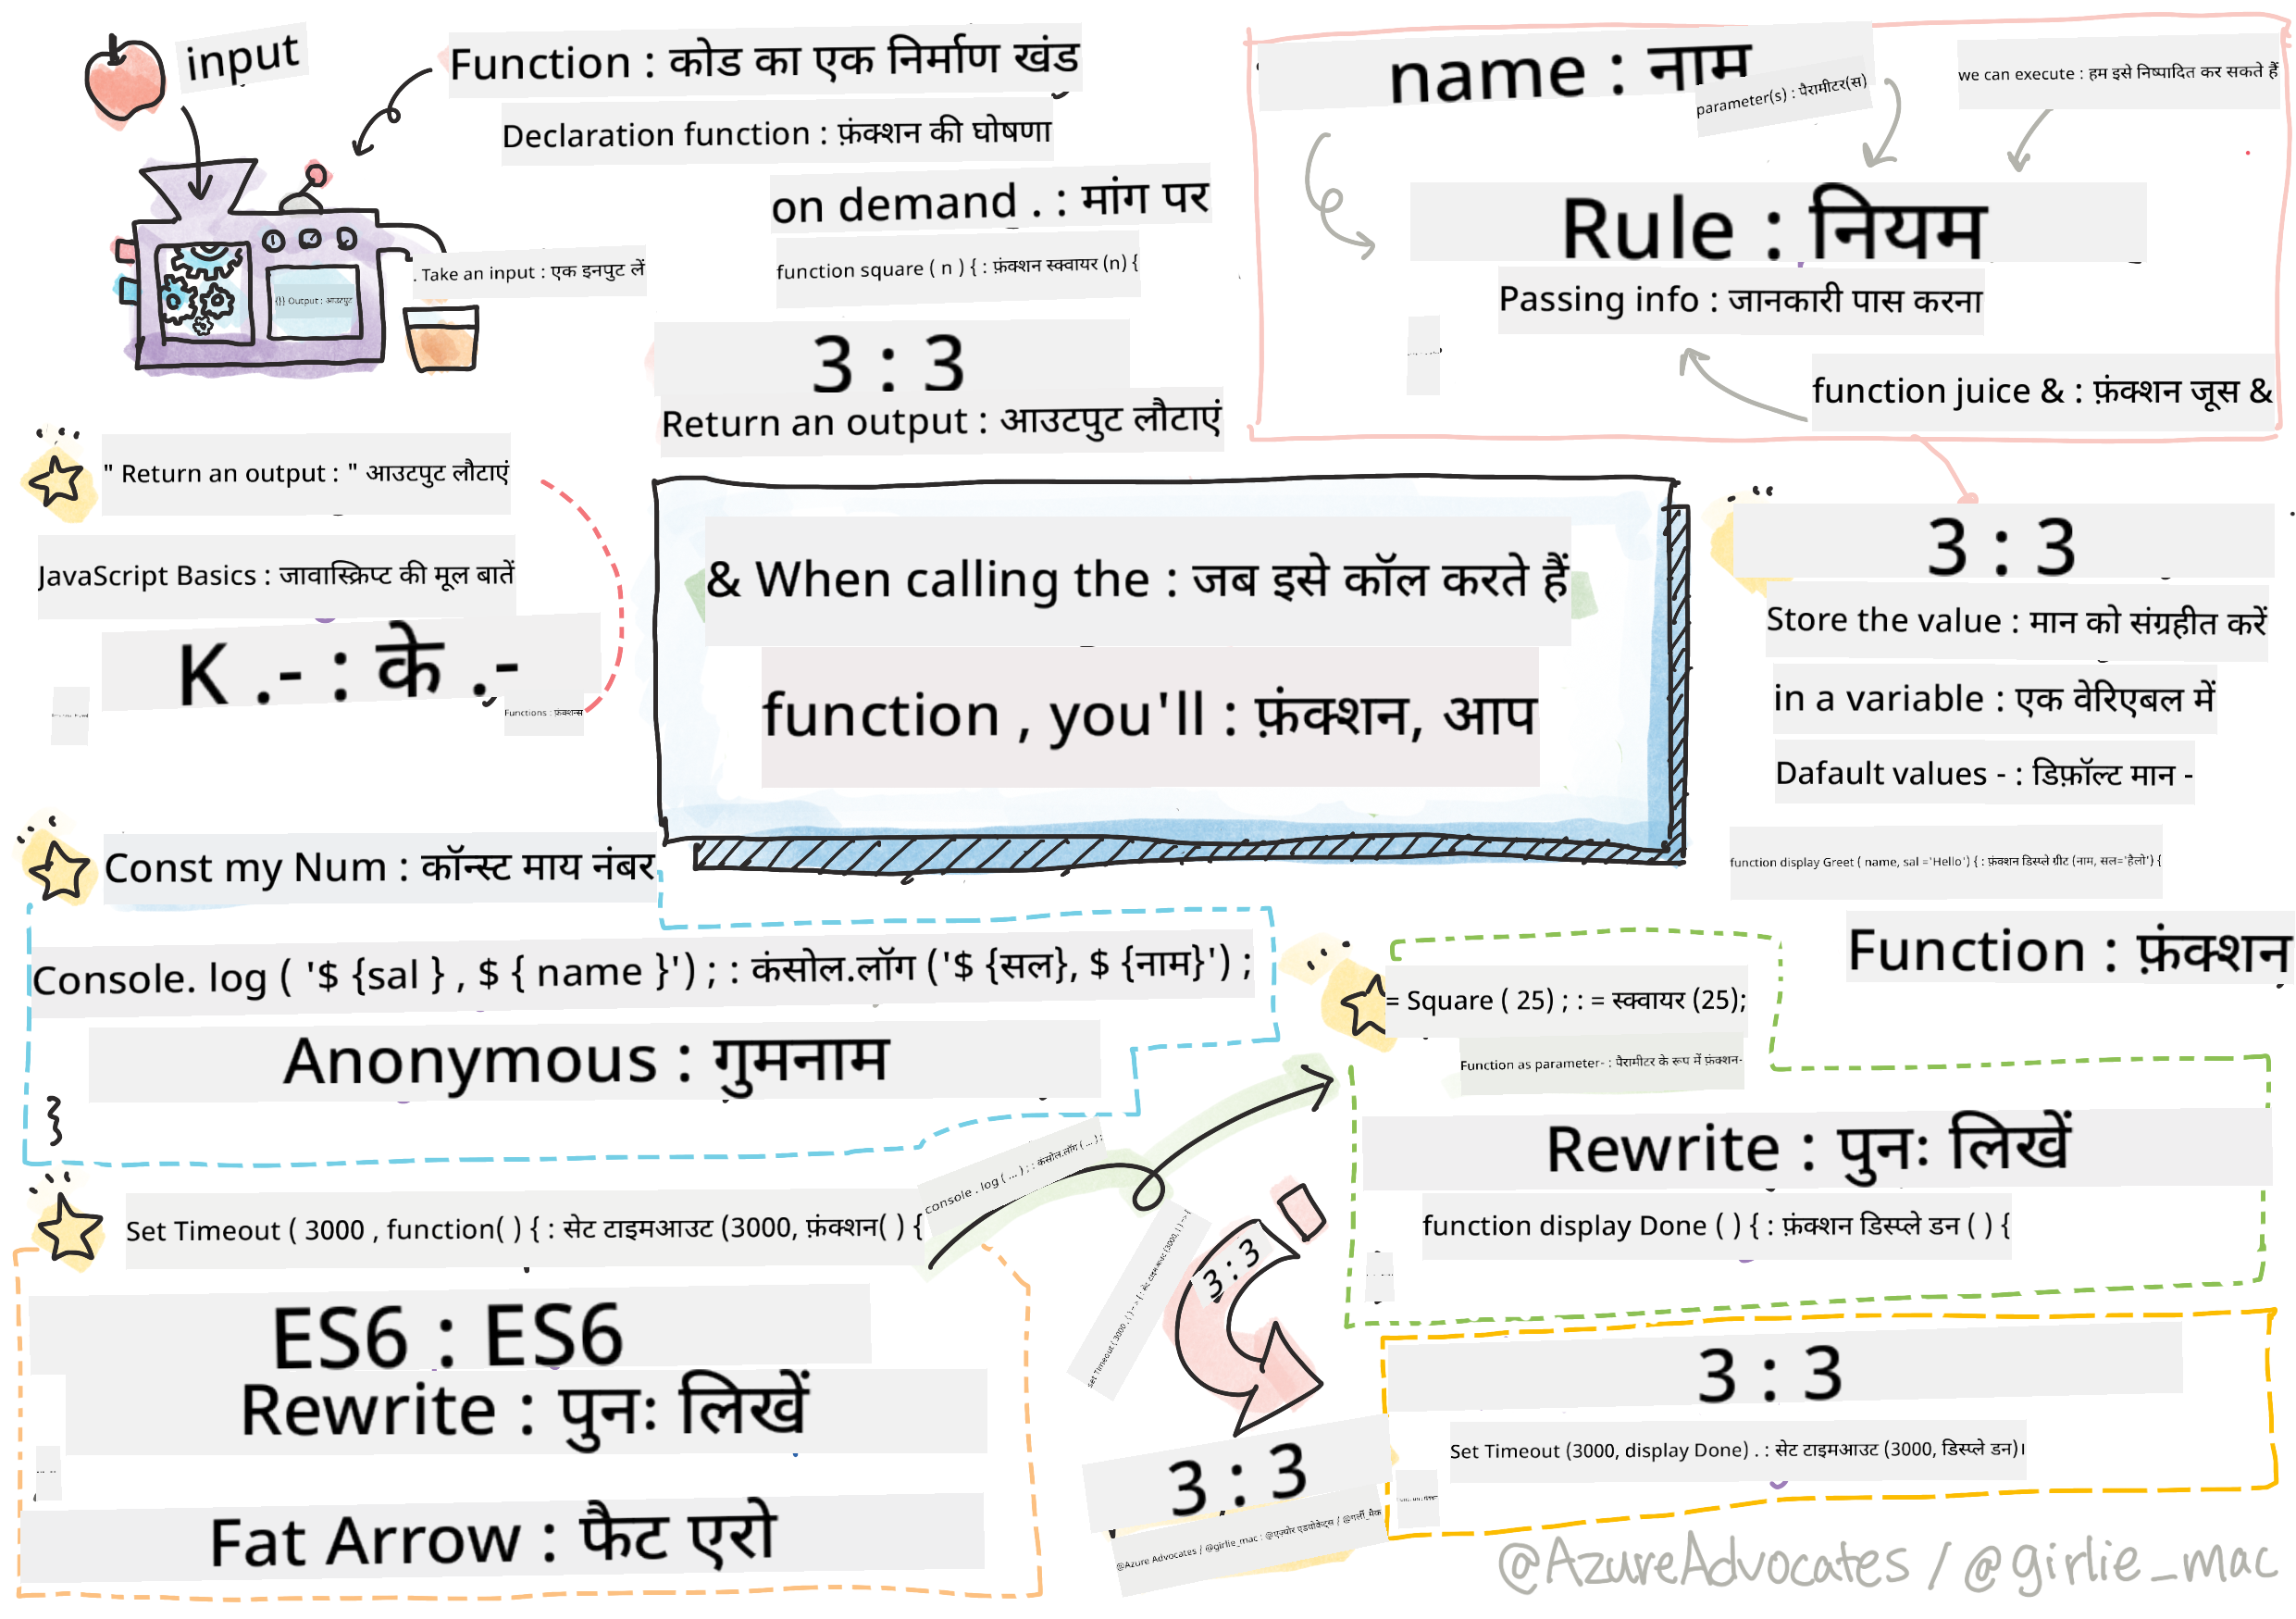 input
Function : कोड का एक निर्माण खंड
Declaration function : फ़ंक्शन की घोषणा
on demand . : मांग पर
. Take an input : एक इनपुट लें
function square ( n ) { : फ़ंक्शन स्क्वायर (n) {
{}} Output : आउटपुट
3 : 3
Return an output : आउटपुट लौटाएं
name : नाम
parameter(s) : पैरामीटर(स)
we can execute : हम इसे निष्पादित कर सकते हैं
Rule : नियम
Passing info : जानकारी पास करना
function juice & : फ़ंक्शन जूस &
" Return an output : " आउटपुट लौटाएं
JavaScript Basics : जावास्क्रिप्ट की मूल बातें
K .- : के .-
Functions : फ़ंक्शन्स
& When calling the : जब इसे कॉल करते हैं
function , you'll : फ़ंक्शन, आप
3 : 3
Store the value : मान को संग्रहीत करें
in a variable : एक वेरिएबल में
Dafault values - : डिफ़ॉल्ट मान -
function display Greet ( name, sal ='Hello') { : फ़ंक्शन डिस्प्ले ग्रीट (नाम, सल='हैलो') {
Function : फ़ंक्शन
Const my Num : कॉन्स्ट माय नंबर
Console. log ( '$ {sal } , $ { name }') ; : कंसोल.लॉग ('$ {सल}, $ {नाम}') ;
Anonymous : गुमनाम
= Square ( 25) ; : = स्क्वायर (25);
Function as parameter- : पैरामीटर के रूप में फ़ंक्शन-
Rewrite : पुनः लिखें
function display Done ( ) { : फ़ंक्शन डिस्प्ले डन ( ) {
Set Timeout ( 3000 , function( ) { : सेट टाइमआउट (3000, फ़ंक्शन( ) {
console . log ( ... ) ; : कंसोल.लॉग ( ... ) ;
set Timeout ( 3000 , ( ) => { : सेट टाइमआउट (3000, ( ) => {
3 : 3
ES6 : ES6
Rewrite : पुनः लिखें
Fat Arrow : फैट एरो
3 : 3
Set Timeout (3000, display Done) . : सेट टाइमआउट (3000, डिस्प्ले डन)।
3 : 3
@Azure Advocates / @girlie_mac : @एज़्योर एडवोकेट्स / @गर्ली_मैक
@AzureAdvocates / @girlie_mac